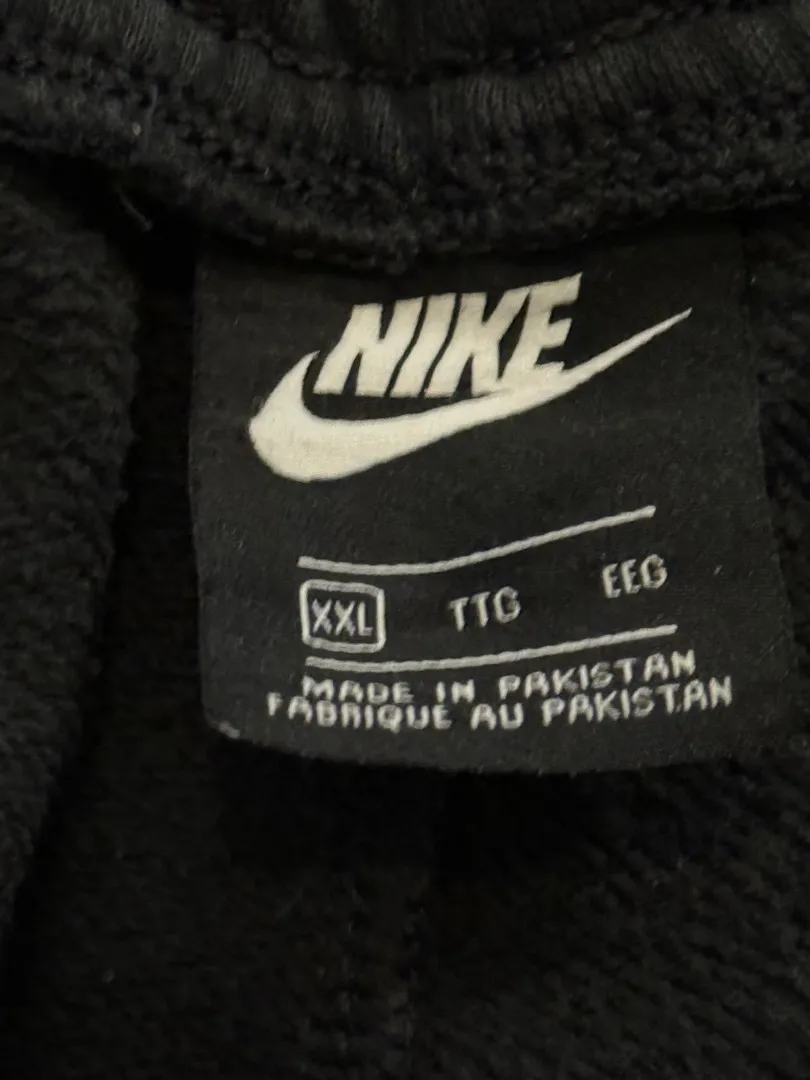 NIKE
XXL TTG EEG
MADE IN PAKISTAN
FABRIQUE AU PAKISTAN